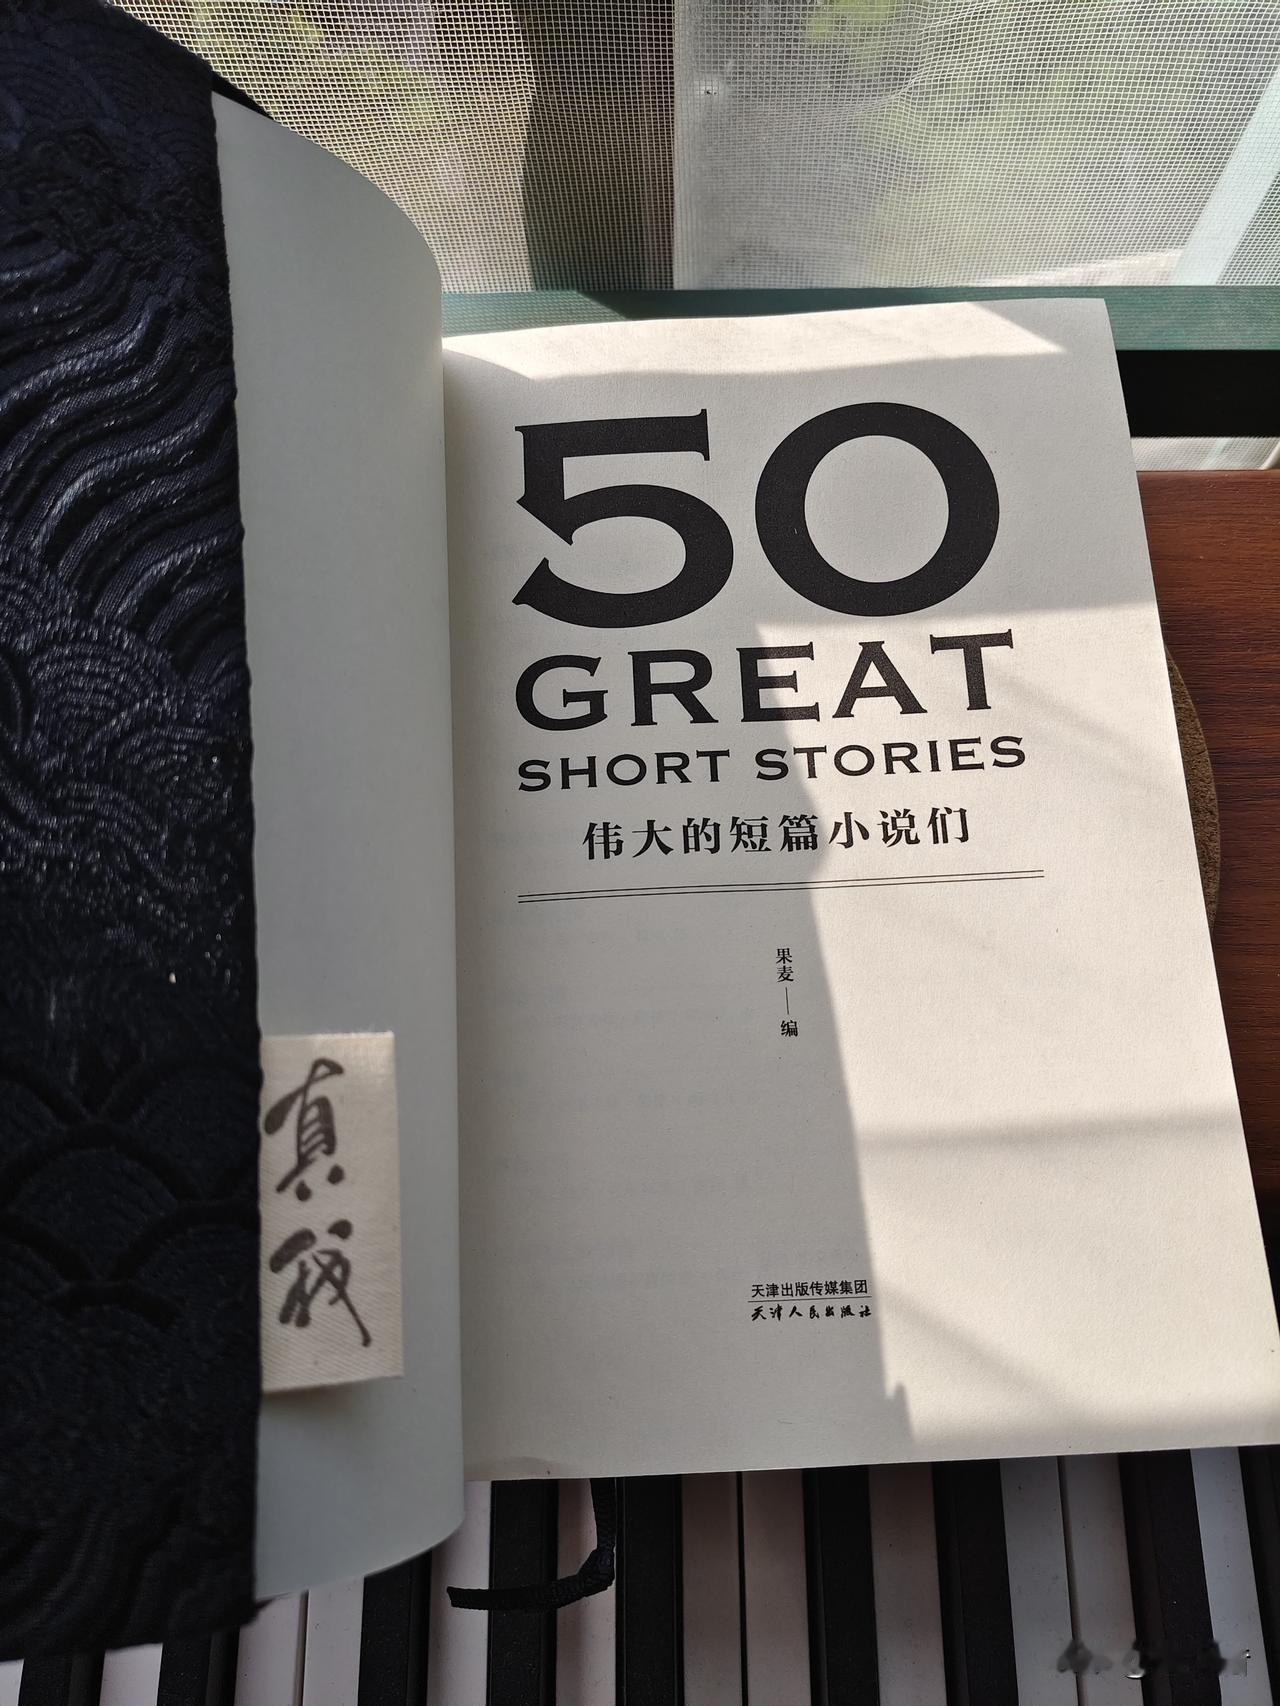 50
GREAT
SHORT STORIES
伟大的短篇小说们
果麦——编
天津出版传媒集团
天津人民出版社
真